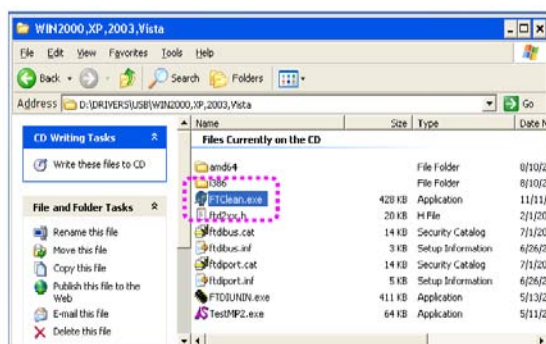 WIN2000,XP,2003,Vista
File Edit View Favorites Tools Help
Back Search Folders
Address D:\DRIVERS\USB\WIN2000,XP,2003,Vista Go
CD Writing Tasks
Write these files to CD
File and Folder Tasks
Rename this file
Move this file
Copy this file
Publish this file to the
Web
E-mail this file
Delete this file
Name Size Type Date
Files Currently on the CD
amd64 File Folder
i386 File Folder
FTClean.exe 428 KB Application
ftd2xx.h 20 KB H File
ftdibus.cat 14 KB Security Catalog
ftdibus.inf 3 KB Setup Information
ftdiport.cat 14 KB Security Catalog
ftdiport.inf 5 KB Setup Information
FTDIUNIN.exe 411 KB Application
TestMP2.exe 64 KB Application